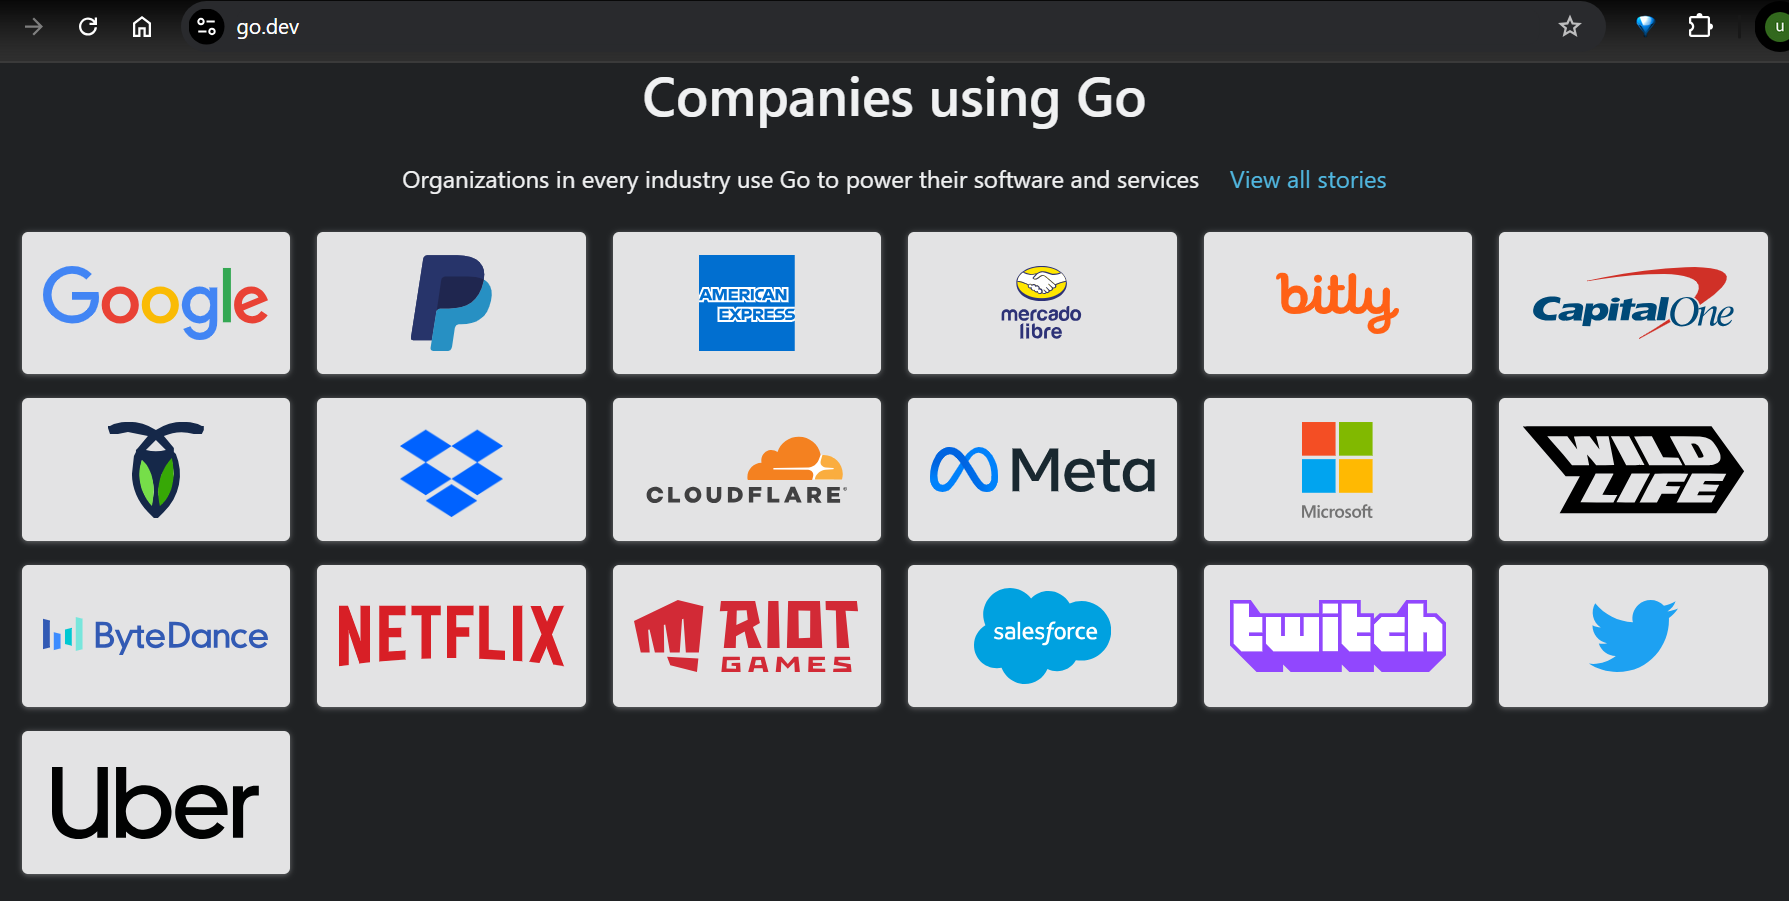 go.dev
u
Companies using Go
Organizations in every industry use Go to power their software and services View all stories
Google
AMERICAN
EXPRESS
mercado
libre
bitly
CapitalOne
CLOUDFLARE
Meta
Microsoft
WILD
LIFE
ByteDance
NETFLIX
RIOT
GAMES
salesforce
twitch
Uber